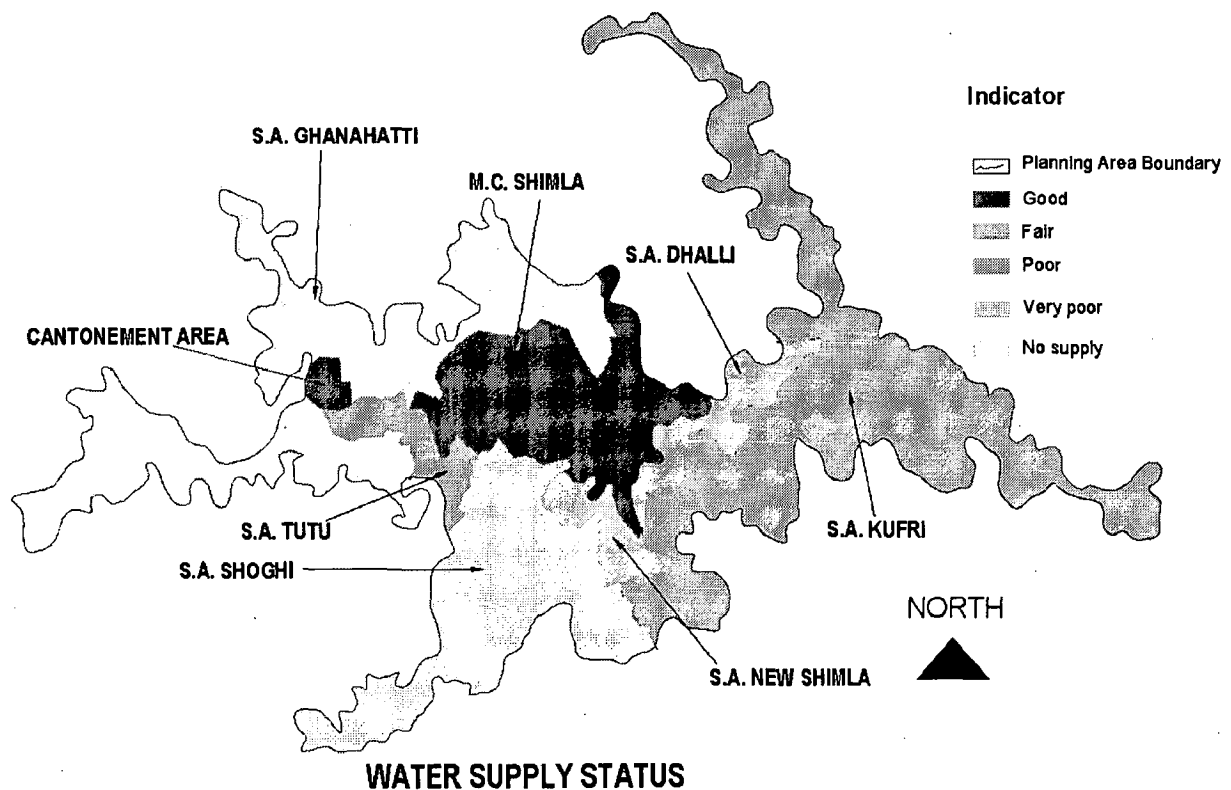 Indicator
Planning Area Boundary
Good
Fair
Poor
Very poor
No supply
S.A. GHANAHATTI
M.C. SHIMLA
S.A. DHALLI
CANTONEMENT AREA
S.A. TUTU
S.A. KUFRI
S.A. SHOGHI
NORTH
S.A. NEW SHIMLA
WATER SUPPLY STATUS